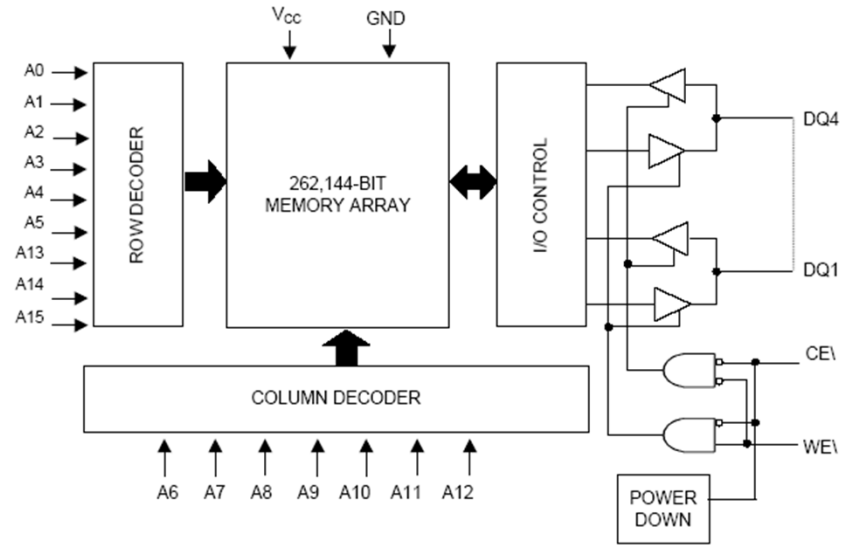 VCC
GND
A0
A1
A2
A3
A4
A5
A13
A14
A15
ROW DECODER
262,144-BIT
MEMORY ARRAY
I/O CONTROL
DQ4
DQ1
COLUMN DECODER
A6 A7 A8 A9 A10 A11 A12
CE\
WE\
POWER
DOWN